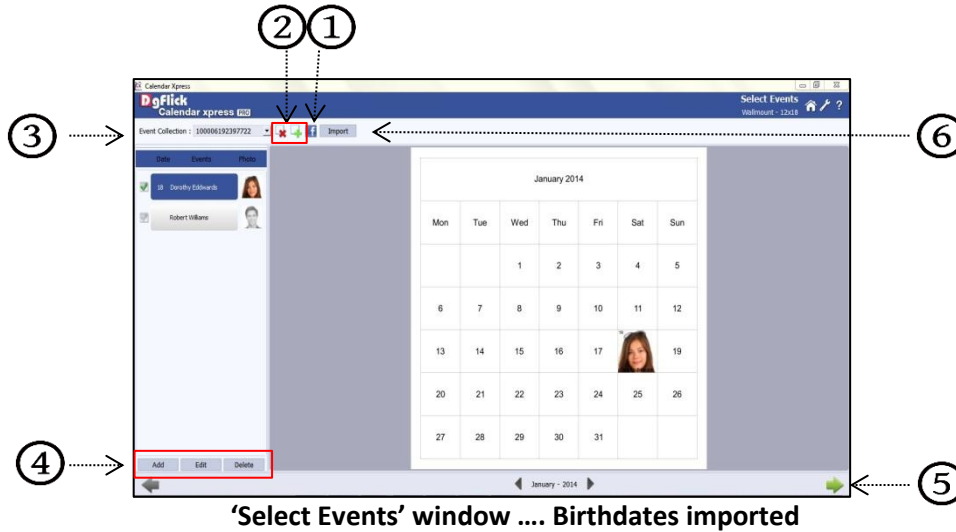 2 1
Calendar Xpress
DgFlick
Calendar xpress PRO
Select Events
Wallmount - 12x18
?
3
Event Collection : 100006192397722
f
Import
6
Date Events Photo
18 Dorothy Eddwards
Robert Williams
January 2014
Mon Tue Wed Thu Fri Sat Sun
1 2 3 4 5
6 7 8 9 10 11 12
13 14 15 16 17 18 19
20 21 22 23 24 25 26
27 28 29 30 31
4
Add Edit Delete
January - 2014
5
‘Select Events’ window .... Birthdates imported